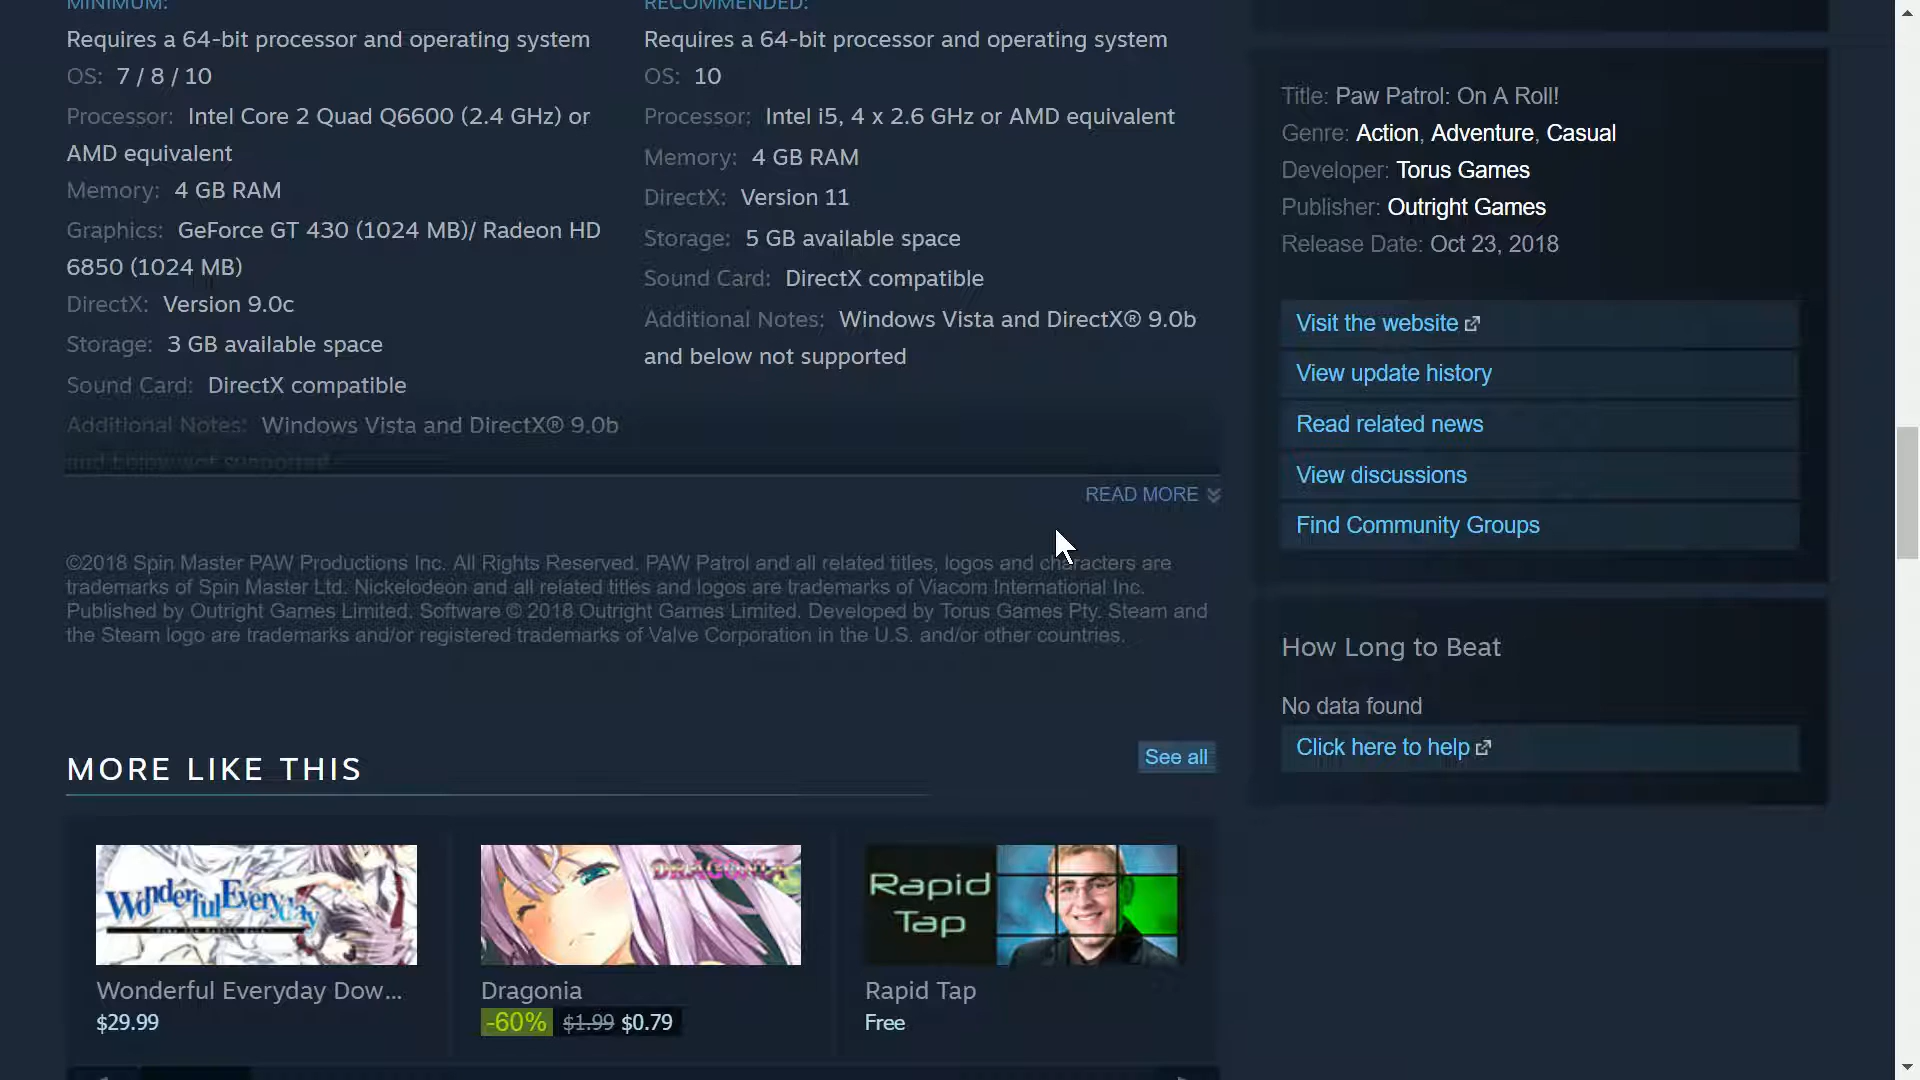 MINIMUM:
Requires a 64-bit processor and operating system
OS: 7 / 8 / 10
Processor: Intel Core 2 Quad Q6600 (2.4 GHz) or
AMD equivalent
Memory: 4 GB RAM
Graphics: GeForce GT 430 (1024 MB)/ Radeon HD
6850 (1024 MB)
DirectX: Version 9.0c
Storage: 3 GB available space
Sound Card: DirectX compatible
Additional Notes: Windows Vista and DirectX® 9.0b
and below not supported
RECOMMENDED:
Requires a 64-bit processor and operating system
OS: 10
Processor: Intel i5, 4 x 2.6 GHz or AMD equivalent
Memory: 4 GB RAM
DirectX: Version 11
Storage: 5 GB available space
Sound Card: DirectX compatible
Additional Notes: Windows Vista and DirectX® 9.0b
and below not supported
READ MORE
©2018 Spin Master PAW Productions Inc. All Rights Reserved. PAW Patrol and all related titles, logos and characters are
trademarks of Spin Master Ltd. Nickelodeon and all related titles and logos are trademarks of Viacom International Inc.
Published by Outright Games Limited. Software © 2018 Outright Games Limited. Developed by Torus Games Pty. Steam and
the Steam logo are trademarks and/or registered trademarks of Valve Corporation in the U.S. and/or other countries.
MORE LIKE THIS
See all
Wonderful Everyday
Wonderful Everyday Dow...
$29.99
DRAGONIA
Dragonia
-60% $1.99 $0.79
Rapid
Tap
Rapid Tap
Free
Title: Paw Patrol: On A Roll!
Genre: Action, Adventure, Casual
Developer: Torus Games
Publisher: Outright Games
Release Date: Oct 23, 2018
Visit the website
View update history
Read related news
View discussions
Find Community Groups
How Long to Beat
No data found
Click here to help